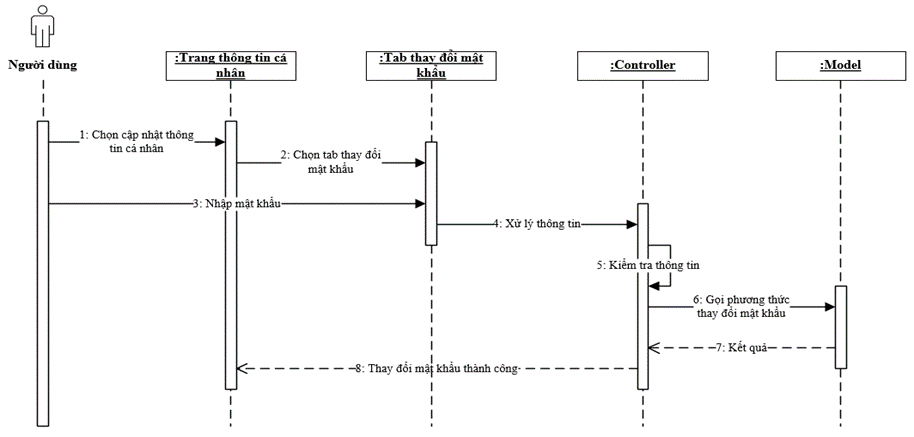 Người dùng
:Trang thông tin cá
nhân
:Tab thay đổi mật
khẩu
:Controller
:Model
1: Chọn cập nhật thông
tin cá nhân
2: Chọn tab thay đổi
mật khẩu
3: Nhập mật khẩu
4: Xử lý thông tin
5: Kiểm tra thông tin
6: Gọi phương thức
thay đổi mật khẩu
7: Kết quả
8: Thay đổi mật khẩu thành công